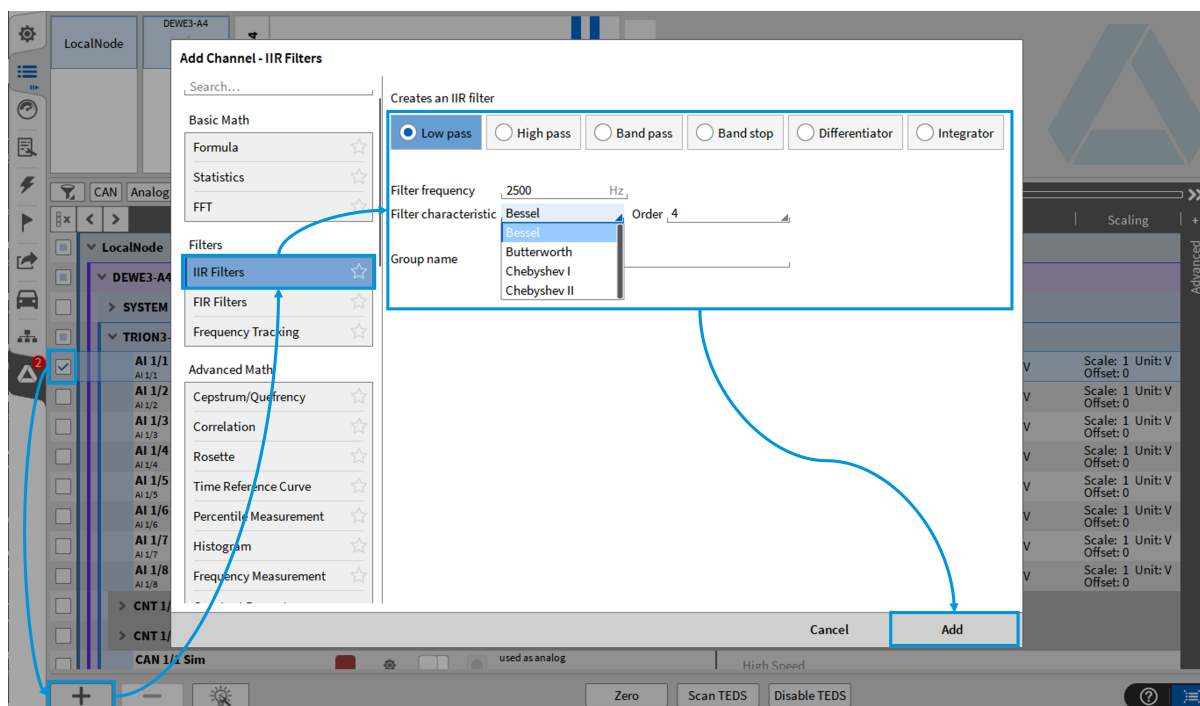 DEWE3-A4
LocalNode
Add Channel - IIR Filters
Search...
Basic Math
Formula
Statistics
FFT
Filters
IIR Filters
FIR Filters
Frequency Tracking
Advanced Math
Cepstrum/Quefrency
Correlation
Rosette
Time Reference Curve
Percentile Measurement
Histogram
Frequency Measurement
Creates an IIR filter
Low pass
High pass
Band pass
Band stop
Differentiator
Integrator
Filter frequency 2500 Hz
Filter characteristic Bessel Order 4
Bessel
Butterworth
Chebyshev I
Chebyshev II
Group name
Cancel
Add
CAN
Analog
Scaling
+
Advanced
LocalNode
DEWE3-A4
SYSTEM
TRION3-
2
AI 1/1
AI 1/1
V
Scale: 1 Unit: V
Offset: 0
AI 1/2
AI 1/2
V
Scale: 1 Unit: V
Offset: 0
AI 1/3
AI 1/3
V
Scale: 1 Unit: V
Offset: 0
AI 1/4
AI 1/4
V
Scale: 1 Unit: V
Offset: 0
AI 1/5
AI 1/5
V
Scale: 1 Unit: V
Offset: 0
AI 1/6
AI 1/6
V
Scale: 1 Unit: V
Offset: 0
AI 1/7
AI 1/7
V
Scale: 1 Unit: V
Offset: 0
AI 1/8
AI 1/8
V
Scale: 1 Unit: V
Offset: 0
CNT 1/
CNT 1/
CAN 1/1 Sim
used as analog
High Speed
Zero
Scan TEDS
Disable TEDS